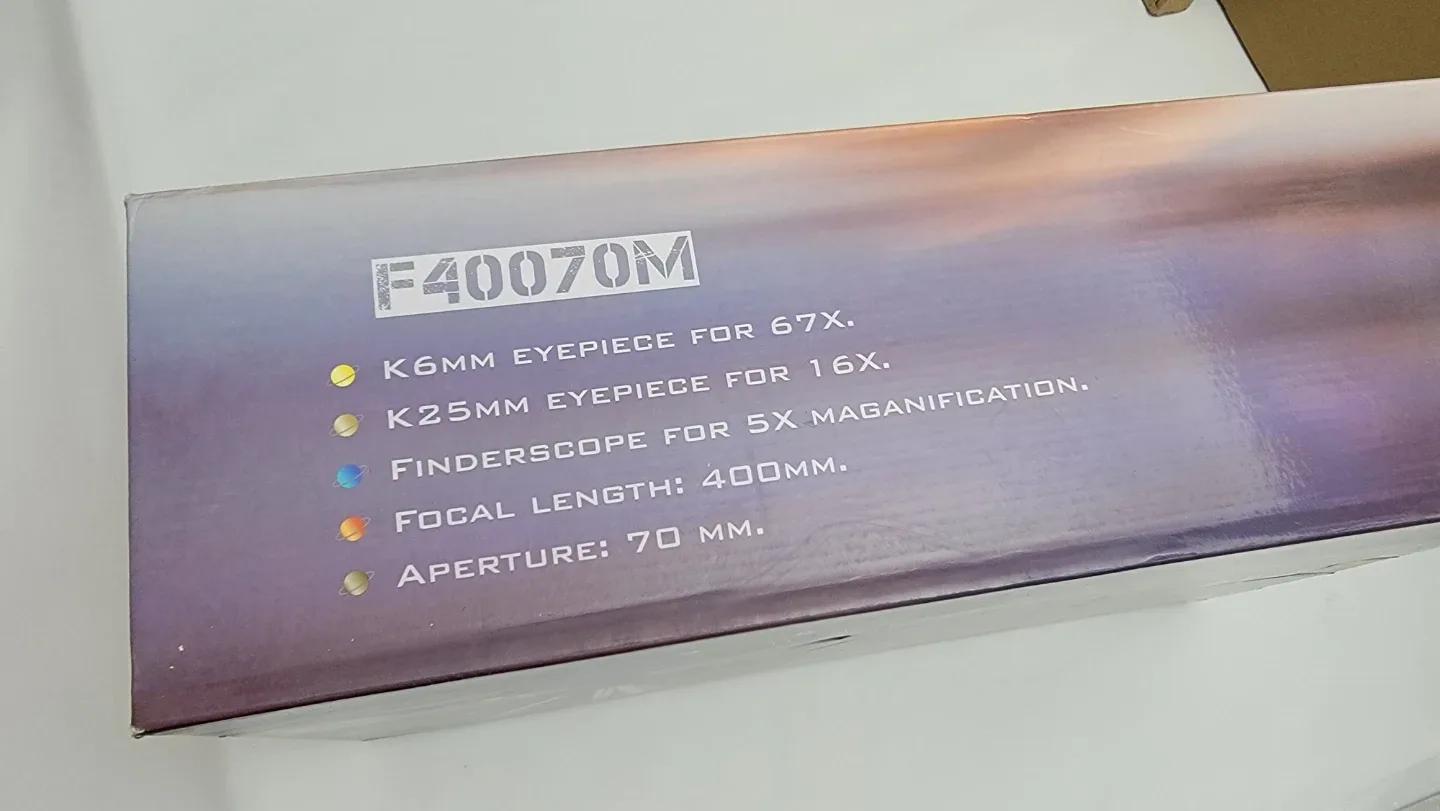 F40070M
K6MM EYEPIECE FOR 67X.
K25MM EYEPIECE FOR 16X.
FINDERSCOPE FOR 5X MAGANIFICATION.
FOCAL LENGTH: 400MM.
APERTURE: 70 MM.